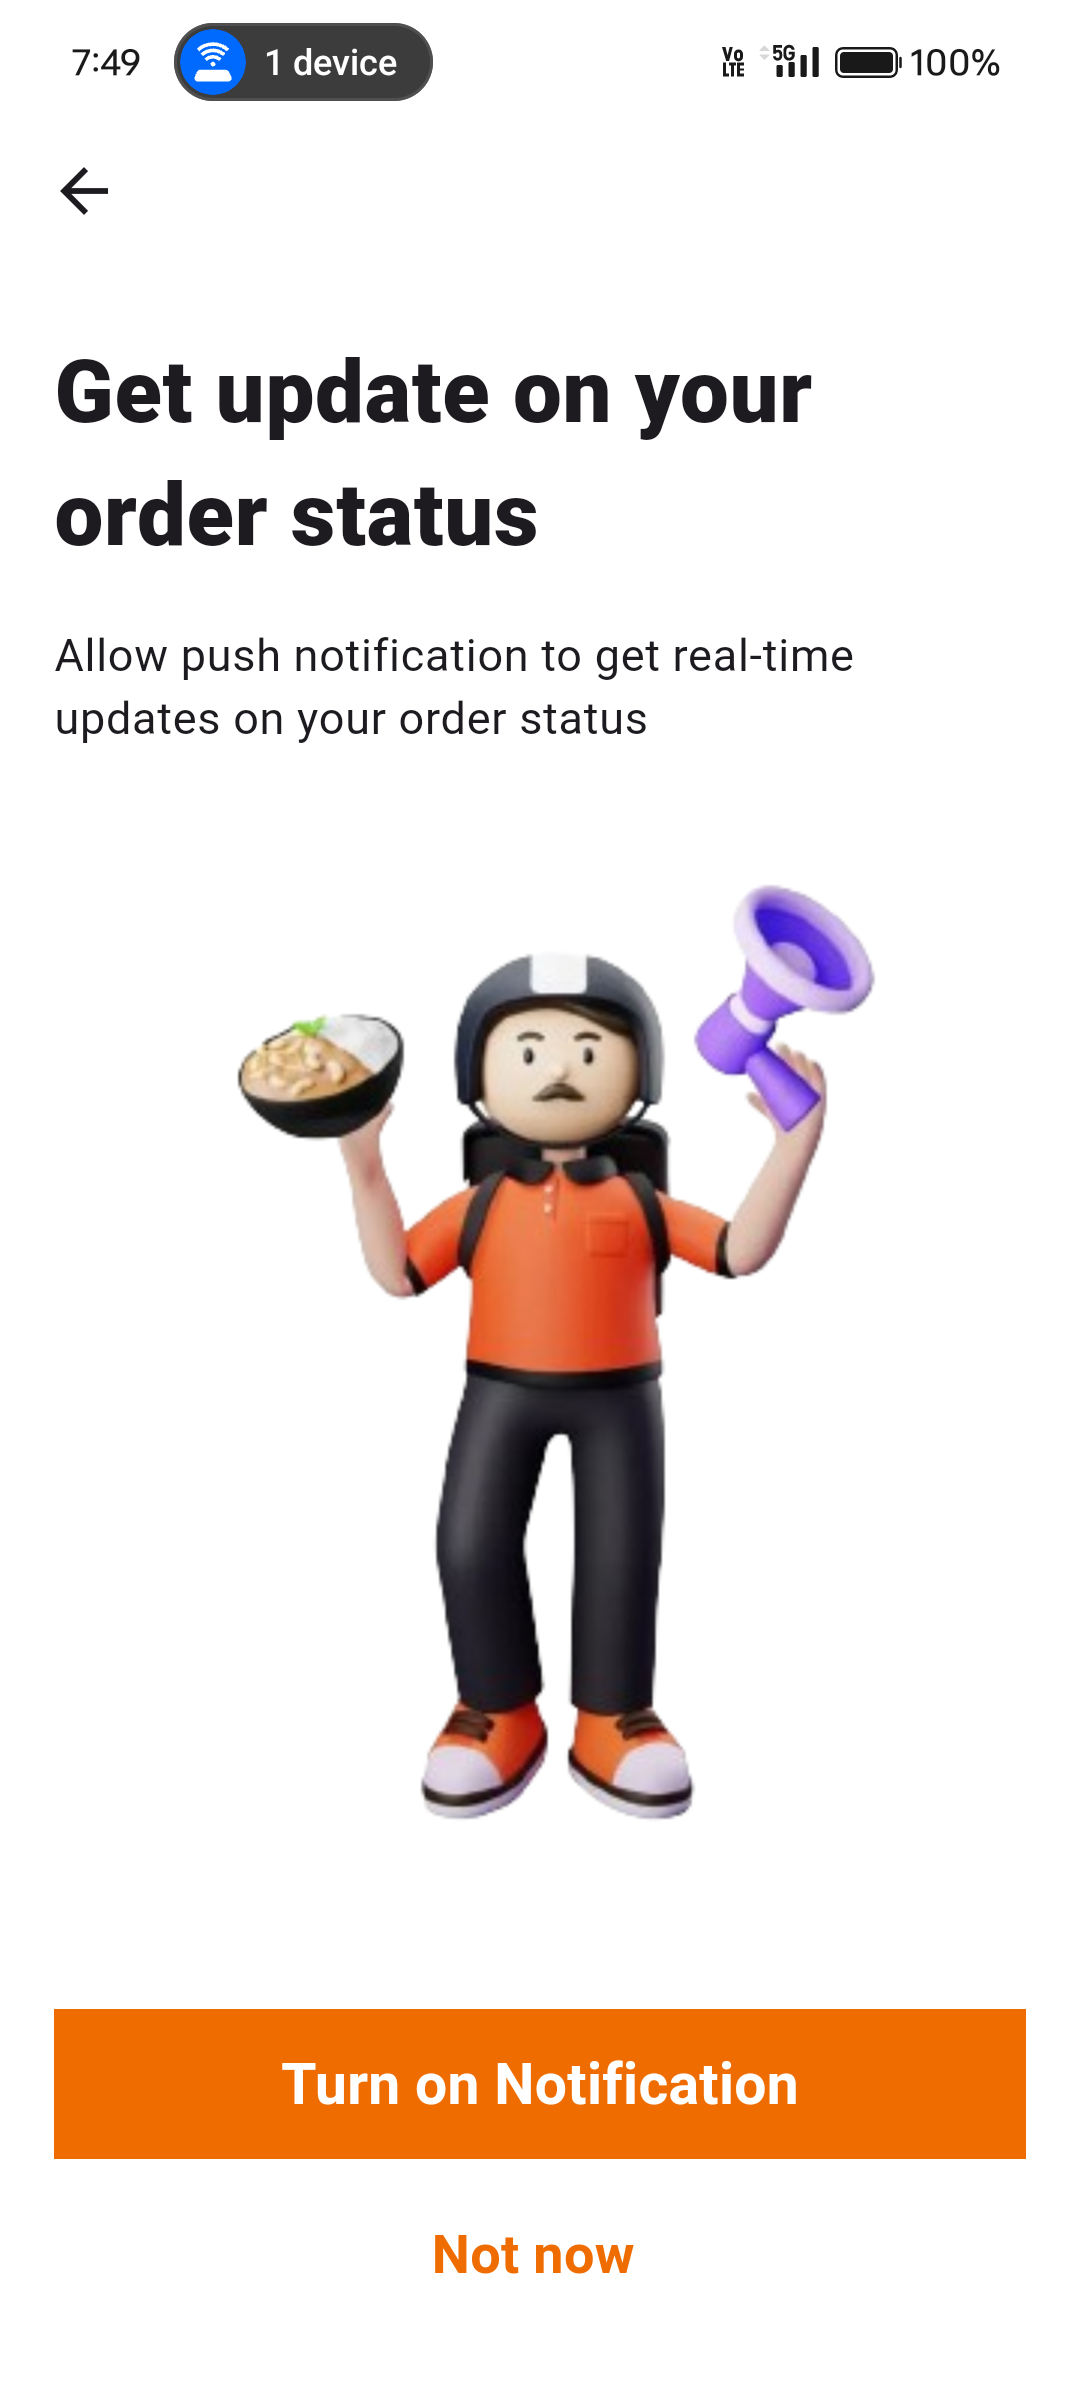 7:49
1 device
Vo
LTE
5G
100%
Get update on your
order status
Allow push notification to get real-time
updates on your order status
Turn on Notification
Not now